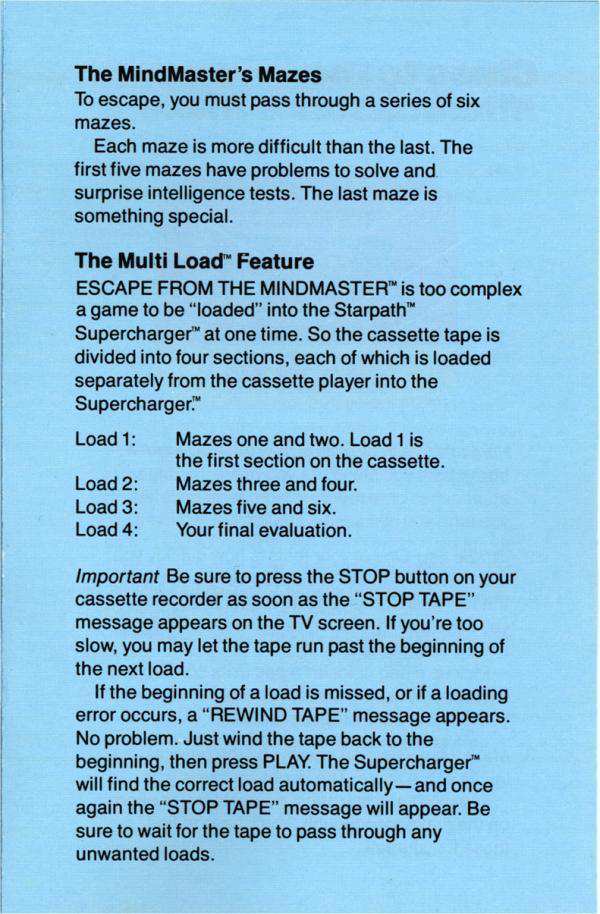 The MindMaster's Mazes
To escape, you must pass through a series of six
mazes.
Each maze is more difficult than the last. The
first five mazes have problems to solve and
surprise intelligence tests. The last maze is
something special.
The Multi Load™ Feature
ESCAPE FROM THE MINDMASTER™ is too complex
a game to be “loaded” into the Starpath™
Supercharger™ at one time. So the cassette tape is
divided into four sections, each of which is loaded
separately from the cassette player into the
Supercharger.™
Load 1: Mazes one and two. Load 1 is
the first section on the cassette.
Load 2: Mazes three and four.
Load 3: Mazes five and six.
Load 4: Your final evaluation.
Important Be sure to press the STOP button on your
cassette recorder as soon as the “STOP TAPE”
message appears on the TV screen. If you're too
slow, you may let the tape run past the beginning of
the next load.
If the beginning of a load is missed, or if a loading
error occurs, a “REWIND TAPE” message appears.
No problem. Just wind the tape back to the
beginning, then press PLAY. The Supercharger™
will find the correct load automatically—and once
again the “STOP TAPE” message will appear. Be
sure to wait for the tape to pass through any
unwanted loads.